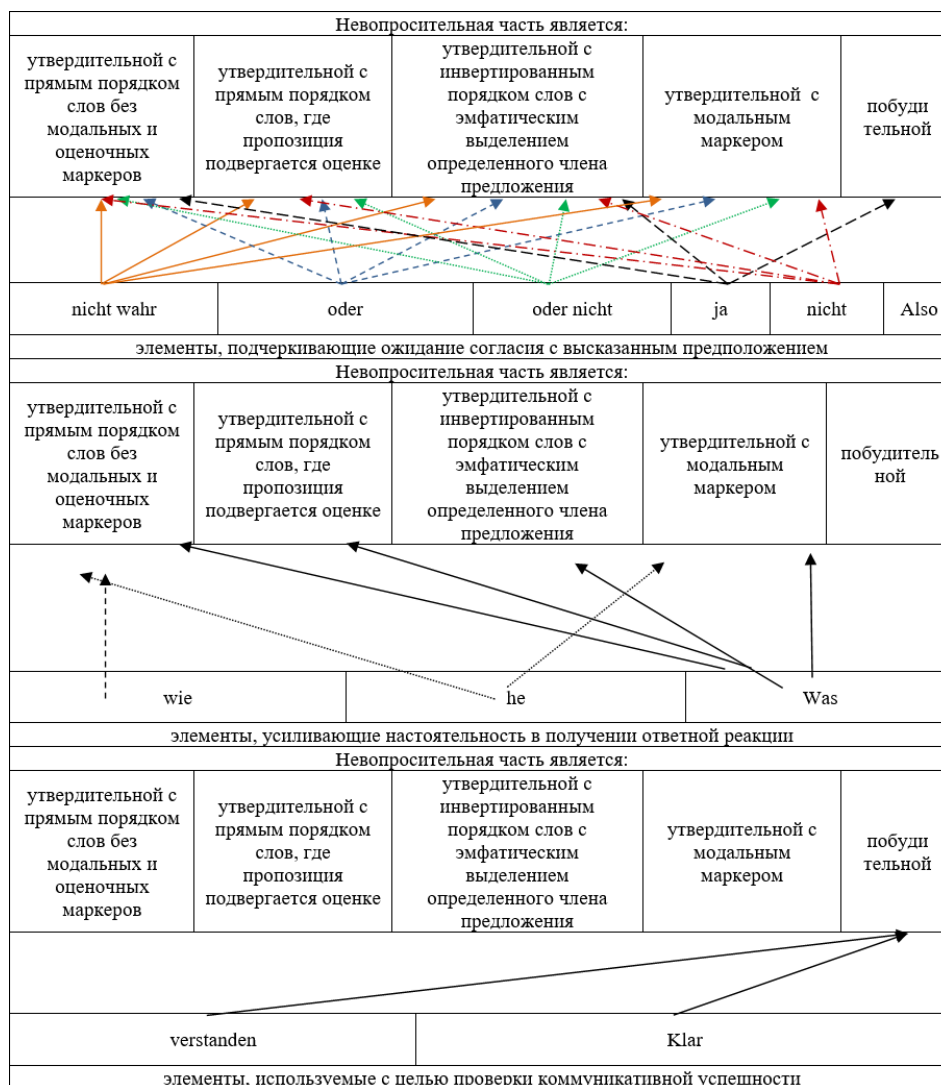 Невопросительная часть является:
утвердительной с
прямым порядком
слов без
модальных и
оценочных
маркеров
утвердительной с
прямым порядком
слов, где
пропозиция
подвергается оценке
утвердительной с
инвертированным
порядком слов с
эмфатическим
выделением
определенного члена
предложения
утвердительной с
модальным
маркером
побуди
тельной
nicht wahr
oder
oder nicht
ja
nicht
Also
элементы, подчеркивающие ожидание согласия с высказанным предположением
Невопросительная часть является:
утвердительной с
прямым порядком
слов без
модальных и
оценочных
маркеров
утвердительной с
прямым порядком
слов, где
пропозиция
подвергается оценке
утвердительной с
инвертированным
порядком слов с
эмфатическим
выделением
определенного члена
предложения
утвердительной с
модальным
маркером
побудитель
ной
wie
he
Was
элементы, усиливающие настоятельность в получении ответной реакции
Невопросительная часть является:
утвердительной с
прямым порядком
слов без
модальных и
оценочных
маркеров
утвердительной с
прямым порядком
слов, где
пропозиция
подвергается оценке
утвердительной с
инвертированным
порядком слов с
эмфатическим
выделением
определенного члена
предложения
утвердительной с
модальным
маркером
побуди
тельной
verstanden
Klar
элементы, используемые с целью проверки коммуникативной успешности